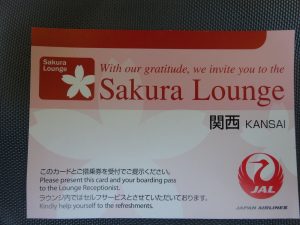 Sakura
Lounge
With our gratitude, we invite you to the
Sakura Lounge
関西 KANSAI
このカードとご搭乗券を受付でご提示ください。
Please present this card and your boarding pass
to the Lounge Receptionist.
ラウンジ内ではセルフサービスとさせていただいております。
Kindly help yourself to the refreshments.
JAL
JAPAN AIRLINES